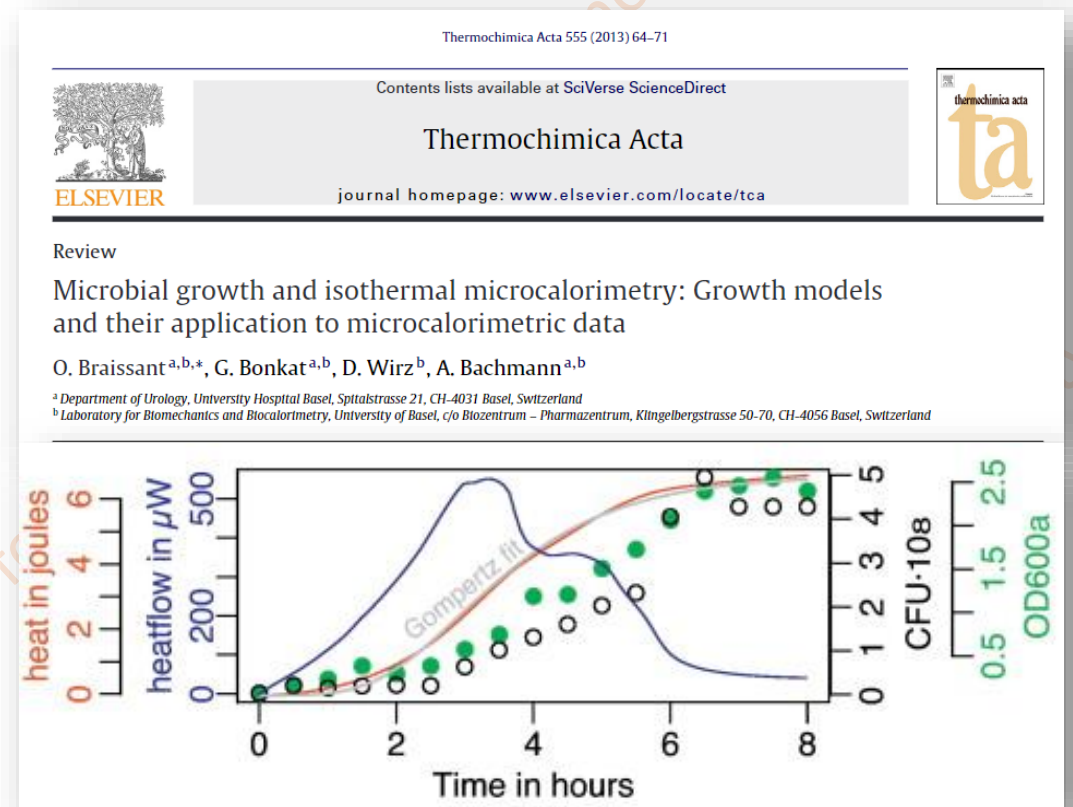 Thermochimica Acta 555 (2013) 64–71
Contents lists available at SciVerse ScienceDirect
Thermochimica Acta
journal homepage: www.elsevier.com/locate/tca
ELSEVIER
thermochimica acta
ta
Review
Microbial growth and isothermal microcalorimetry: Growth models
and their application to microcalorimetric data
O. Braissant a,b,*, G. Bonkat a,b, D. Wirz b, A. Bachmann a,b
a Department of Urology, University Hospital Basel, Spitalstrasse 21, CH-4031 Basel, Switzerland
b Laboratory for Biomechanics and Biocalorimetry, University of Basel, c/o Biozentrum – Pharmazentrum, Klingelbergstrasse 50-70, CH-4056 Basel, Switzerland
heat in joules
0 2 4 6
heatflow in µW
0 200 500
Gompertz fit
0 1 2 3 4 5
CFU·108
0.5 1.5 2.5
OD600a
0 2 4 6 8
Time in hours